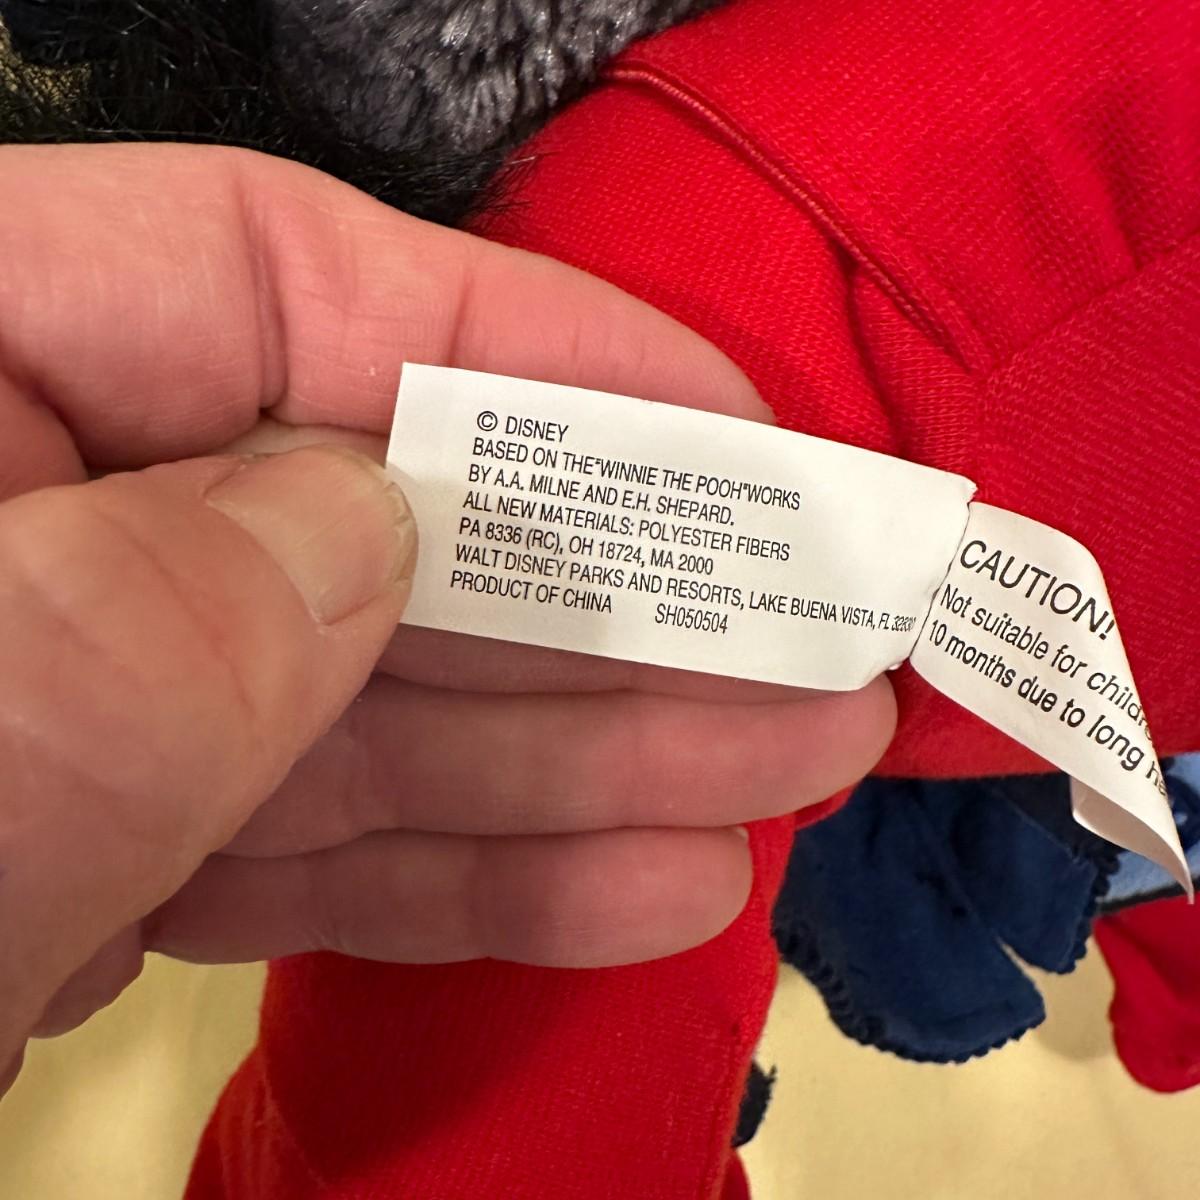 © DISNEY
BASED ON THE"WINNIE THE POOH"WORKS
BY A.A. MILNE AND E.H. SHEPARD.
ALL NEW MATERIALS: POLYESTER FIBERS
PA 8336 (RC), OH 18724, MA 2000
WALT DISNEY PARKS AND RESORTS, LAKE BUENA VISTA, FL
PRODUCT OF CHINA SH050504
CAUTION!
Not suitable for
10 months due to long